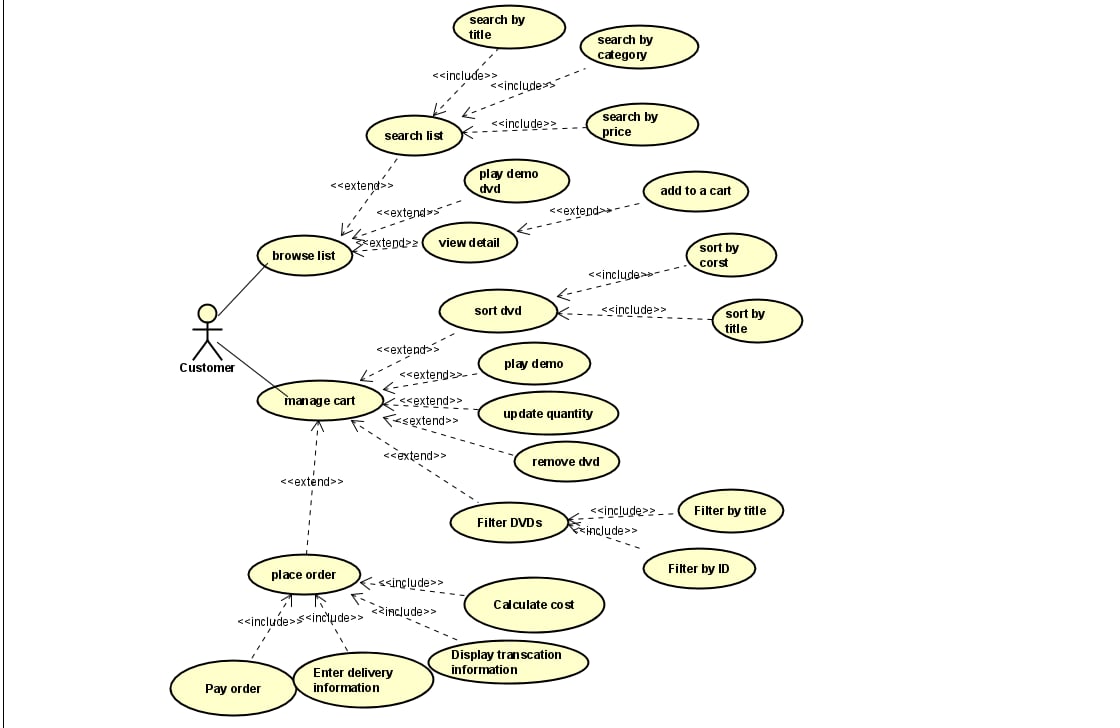 search by
title
search by
category
<<include>>
<<include>>
search by
price
<<include>>
search list
play demo
dvd
<<extend>>
add to a cart
<<extend>>
<<extend>>
view detail
<<extend>>
browse list
sort by
corst
<<include>>
sort dvd
<<include>>
sort by
title
Customer
<<extend>>
play demo
<<extend>>
manage cart
<<extend>>
update quantity
<<extend>>
<<extend>>
remove dvd
<<extend>>
Filter DVDs
<<include>>
Filter by title
<<include>>
Filter by ID
place order
<<include>>
Calculate cost
<<include>>
<<include>>
<<include>>
Display transcation
information
Pay order
Enter delivery
information